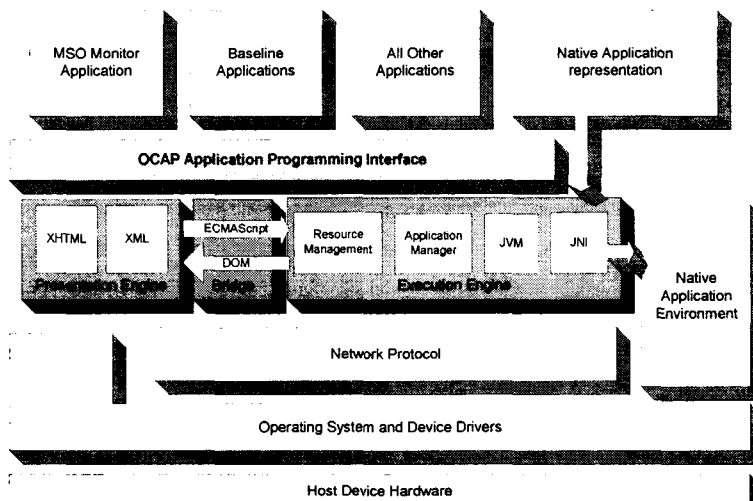 MSO Monitor
Application
Baseline
Applications
All Other
Applications
Native Application
representation
OCAP Application Programming Interface
XHTML
XML
Presentation Engine
ECMAScript
DOM
Bridge
Resource
Management
Application
Manager
JVM
JNI
Execution Engine
Native
Application
Environment
Network Protocol
Operating System and Device Drivers
Host Device Hardware